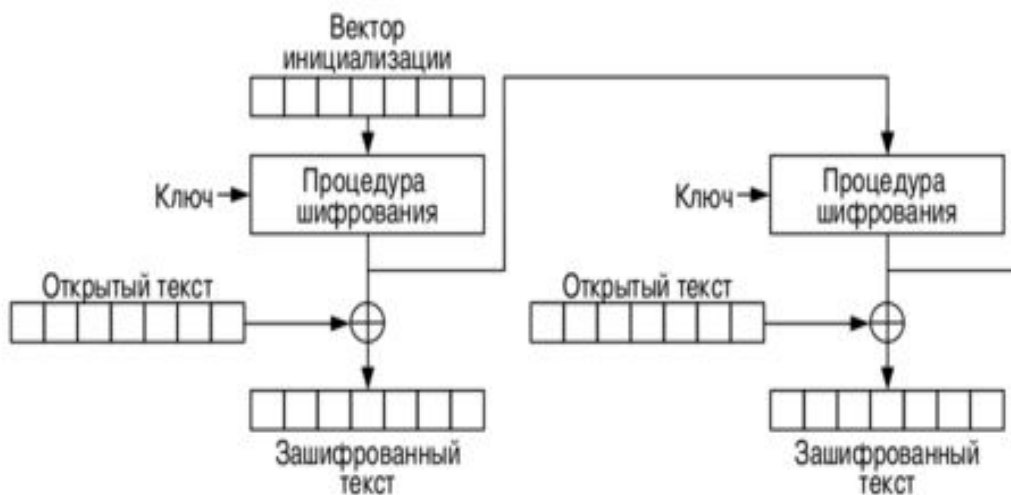 Вектор
инициализации
Ключ
Процедура
шифрования
Ключ
Процедура
шифрования
Открытый текст
Открытый текст
Зашифрованный
текст
Зашифрованный
текст